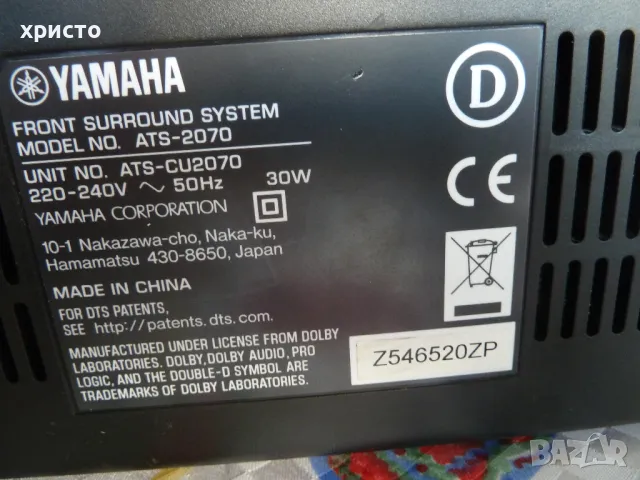 христо
YAMAHA
FRONT SURROUND SYSTEM
MODEL NO. ATS-2070
UNIT NO. ATS-CU2070
220-240V ~ 50Hz 30W
YAMAHA CORPORATION
10-1 Nakazawa-cho, Naka-ku,
Hamamatsu 430-8650, Japan
MADE IN CHINA
FOR DTS PATENTS,
SEE http://patents.dts.com.
MANUFACTURED UNDER LICENSE FROM DOLBY
LABORATORIES. DOLBY, DOLBY AUDIO, PRO
LOGIC, AND THE DOUBLE-D SYMBOL ARE
TRADEMARKS OF DOLBY LABORATORIES.
D
CE
Z546520ZP
BAZAR